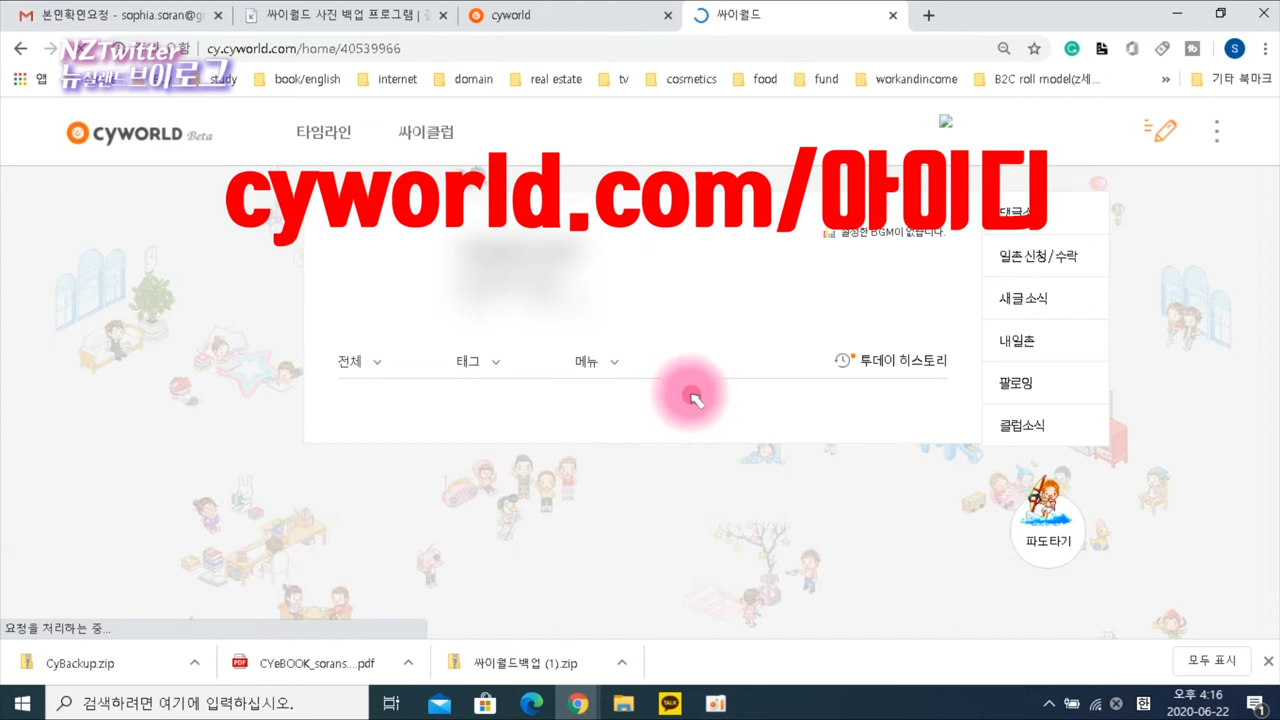 본인확인요청 - sophia.soran@g
싸이월드 사진 백업 프로그램 |
cyworld
싸이월드
cy.cyworld.com/home/40539966
NZTwitter
뉴질랜드 브이로그
앱
study
book/english
internet
domain
real estate
tv
cosmetics
food
fund
workandincome
B2C roll model(z세...
»
기타 북마크
CYWORLD Beta
타임라인
싸이클럽
cyworld.com/아이디
설정한 BGM이 없습니다.
일촌 신청/수락
새글 소식
내일촌
팔로잉
클럽소식
전체
태그
메뉴
투데이 히스토리
파도타기
요청을 처리하는 중...
CyBackup.zip
CYeBOOK_sorans....pdf
싸이월드백업 (1).zip
모두 표시
검색하려면 여기에 입력하십시오.
TALK
한
오후 4:16
2020-06-22